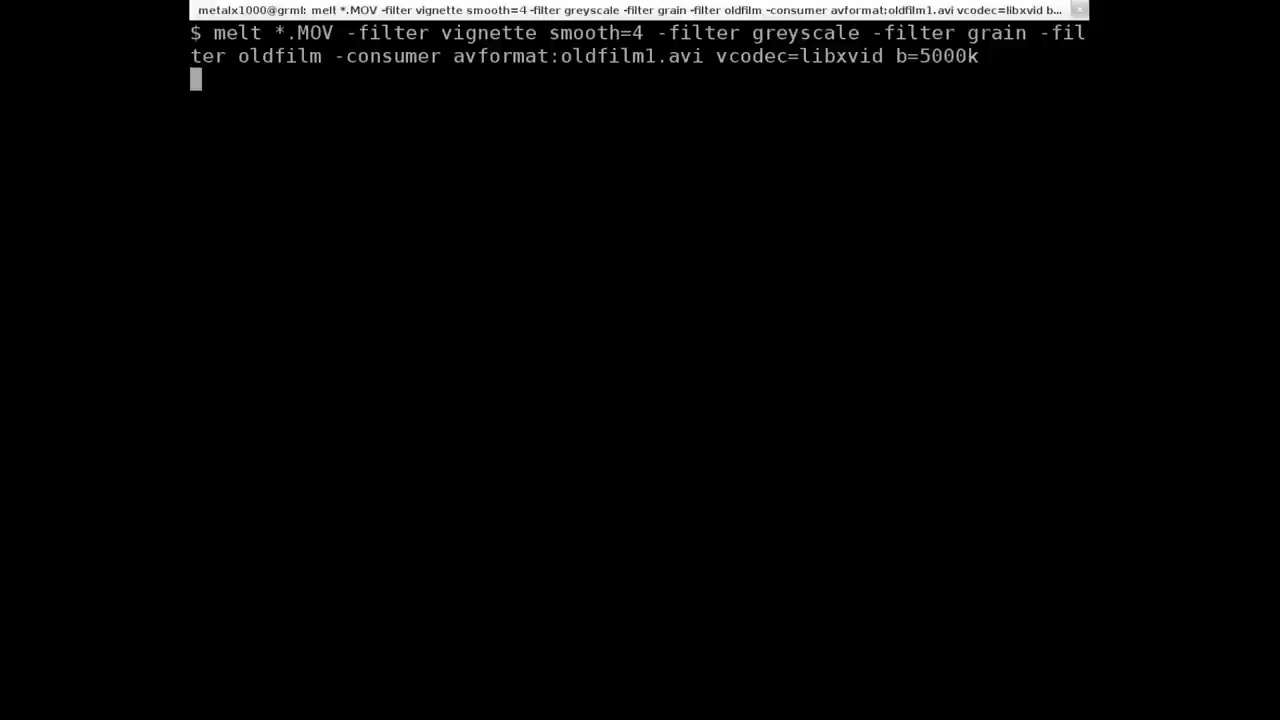 metalx1000@grml: melt *.MOV -filter vignette smooth=4 -filter greyscale -filter grain -filter oldfilm -consumer avformat:oldfilm1.avi vcodec=libxvid b...
$ melt *.MOV -filter vignette smooth=4 -filter greyscale -filter grain -fil
ter oldfilm -consumer avformat:oldfilm1.avi vcodec=libxvid b=5000k